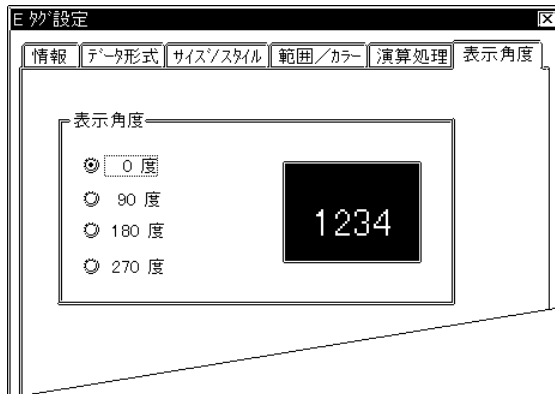 E ﾀｸﾞ設定
情報 ﾃﾞｰﾀ形式 ｻｲｽﾞ/ｽﾀｲﾙ 範囲/ｶﾗｰ 演算処理 表示角度
表示角度
0 度
90 度
180 度
270 度
1234